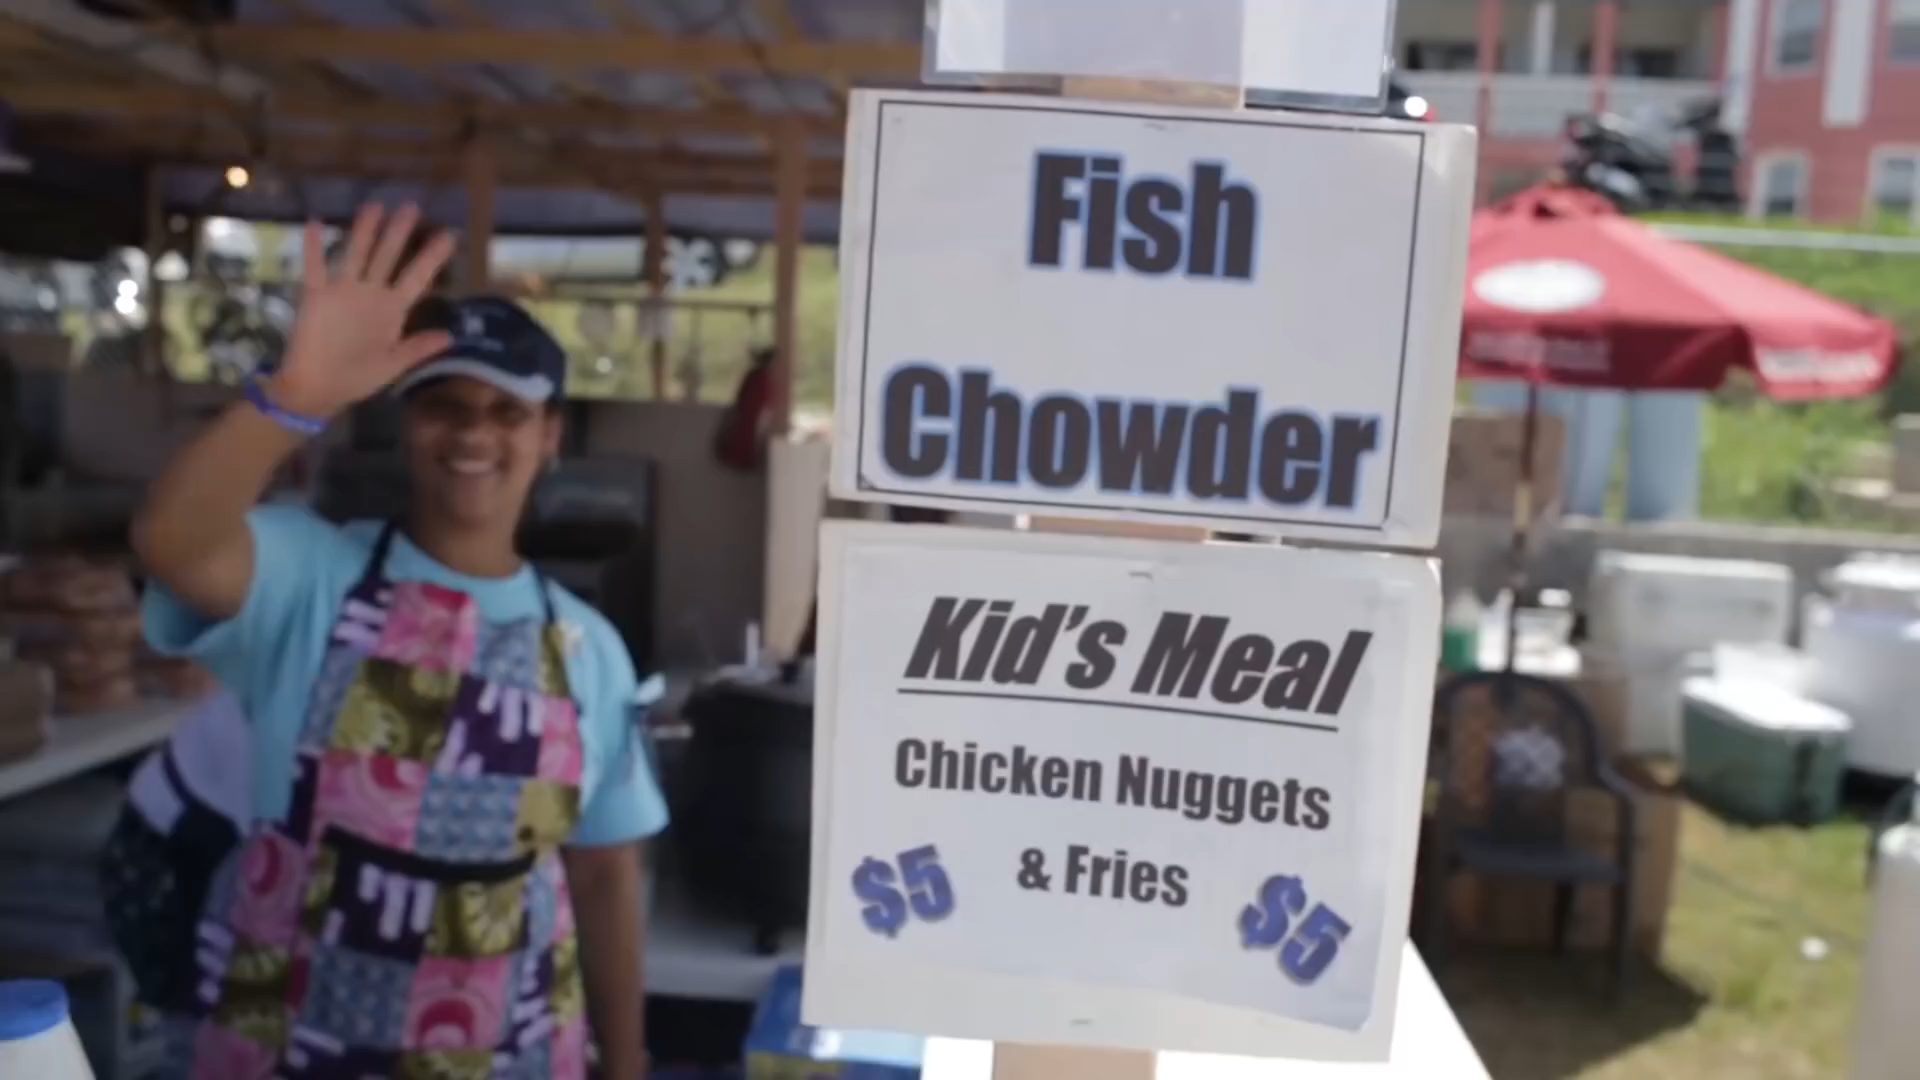 Fish
Chowder
Kid's Meal
Chicken Nuggets
& Fries
$5
$5